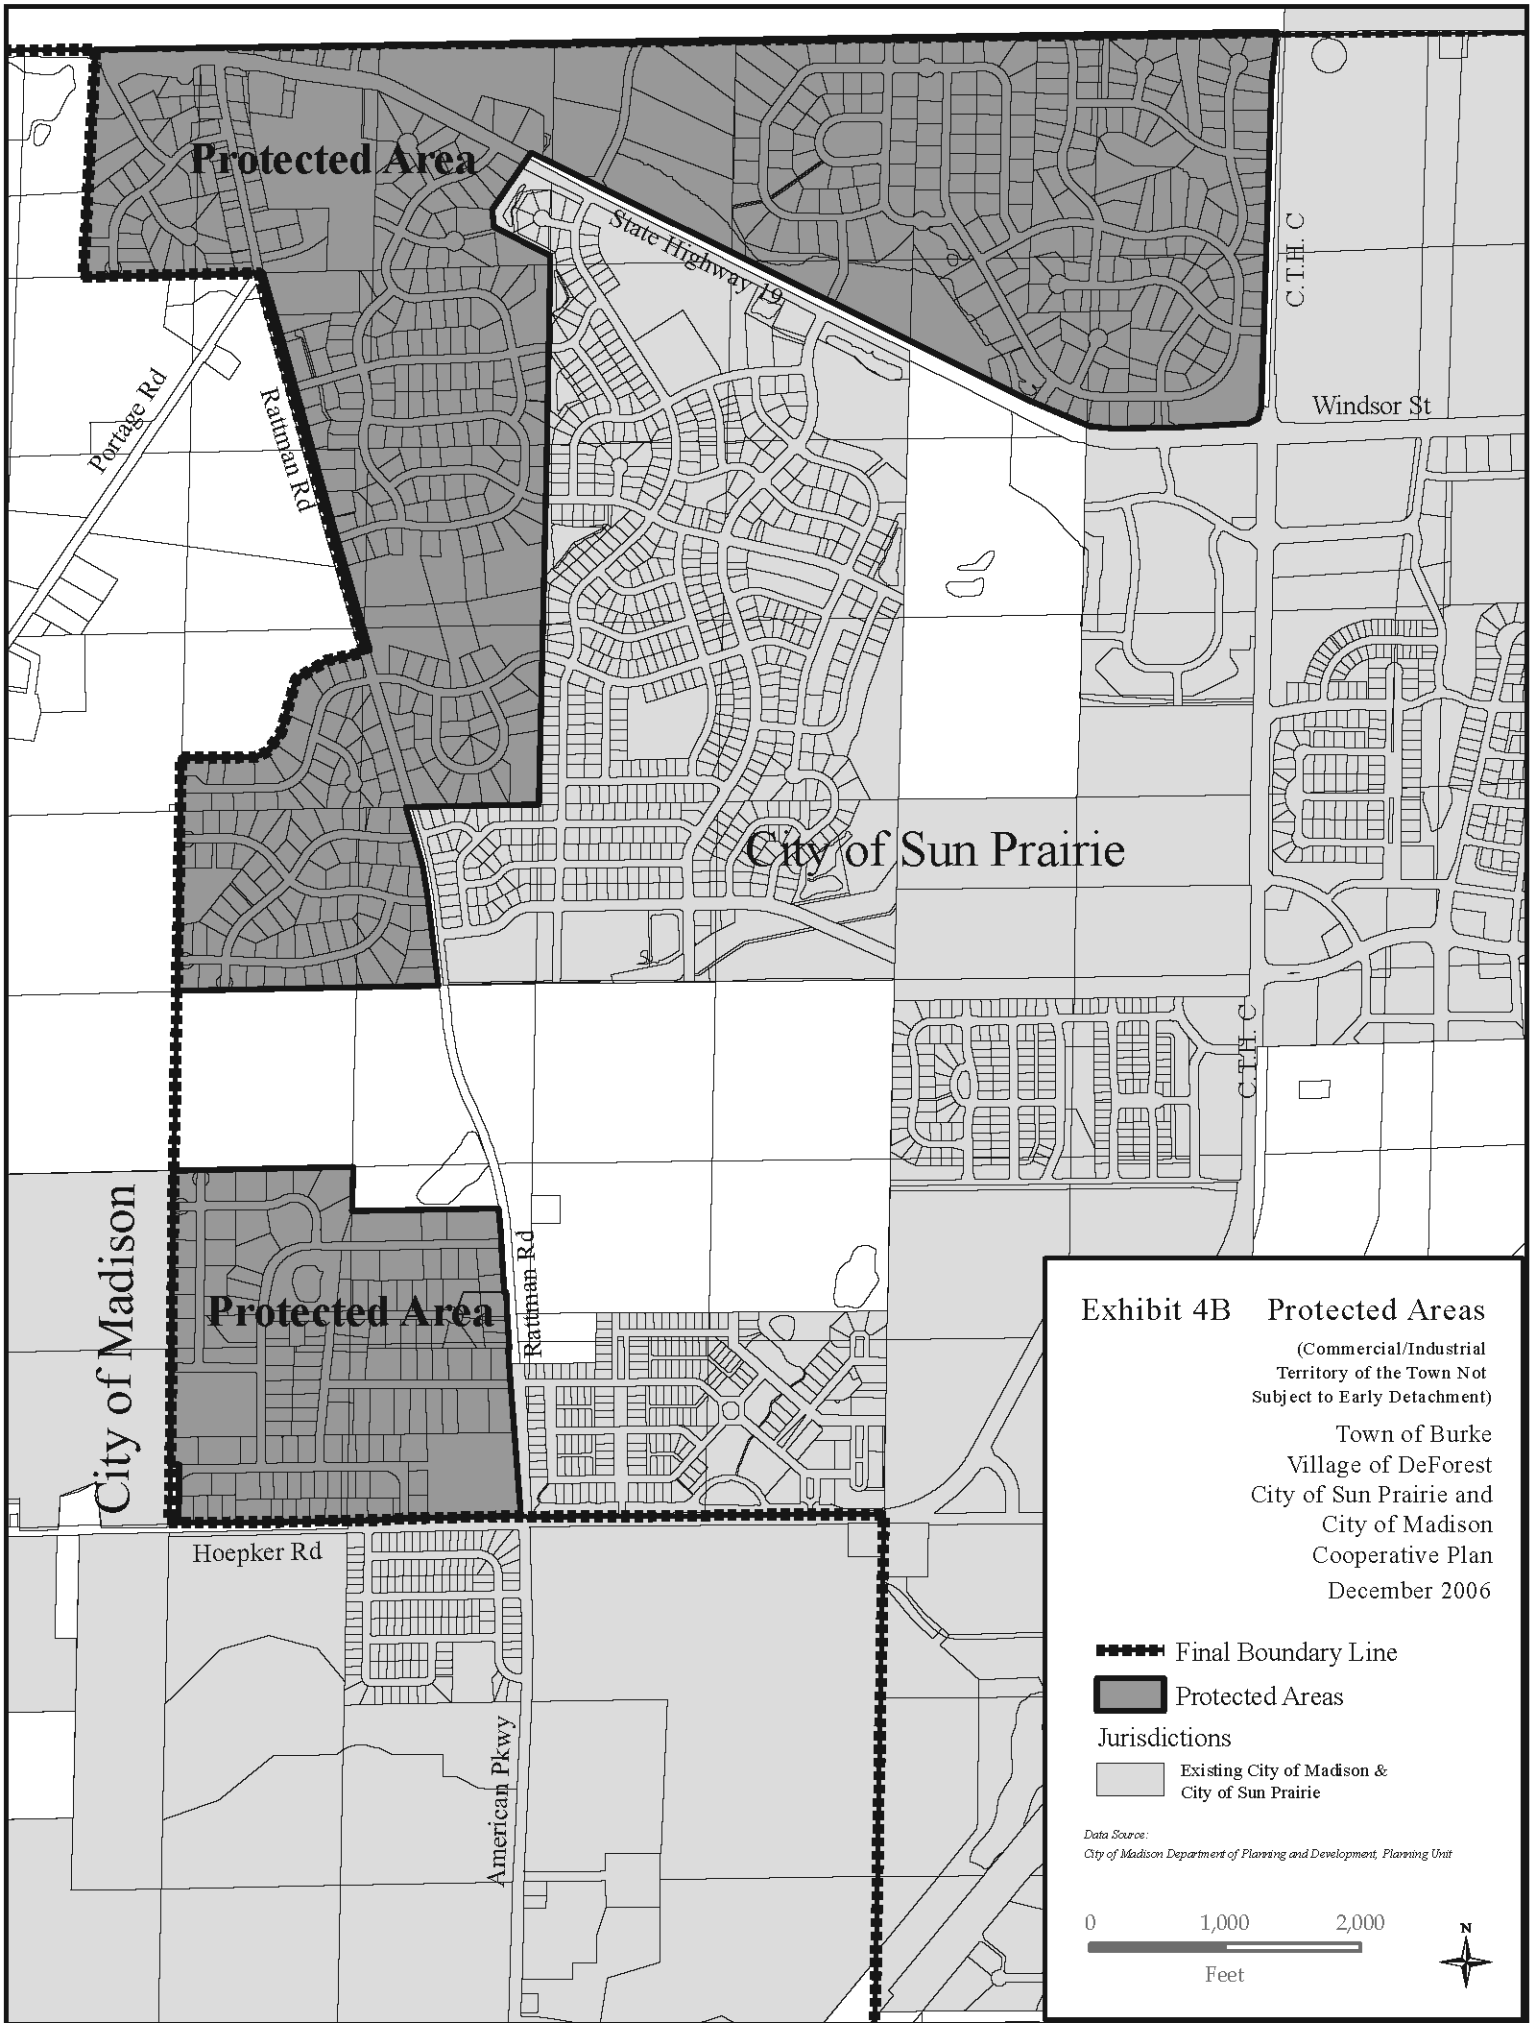 Protected Area
State Highway 19
C.T.H. C
Windsor St
Portage Rd
Rattman Rd
City of Sun Prairie
C.T.H. C
City of Madison
Protected Area
Rattman Rd
Hoepker Rd
American Pkwy
Exhibit 4B Protected Areas
(Commercial/Industrial
Territory of the Town Not
Subject to Early Detachment)
Town of Burke
Village of DeForest
City of Sun Prairie and
City of Madison
Cooperative Plan
December 2006
Final Boundary Line
Protected Areas
Jurisdictions
Existing City of Madison &
City of Sun Prairie
Data Source:
City of Madison Department of Planning and Development, Planning Unit
0 1,000 2,000
Feet
N